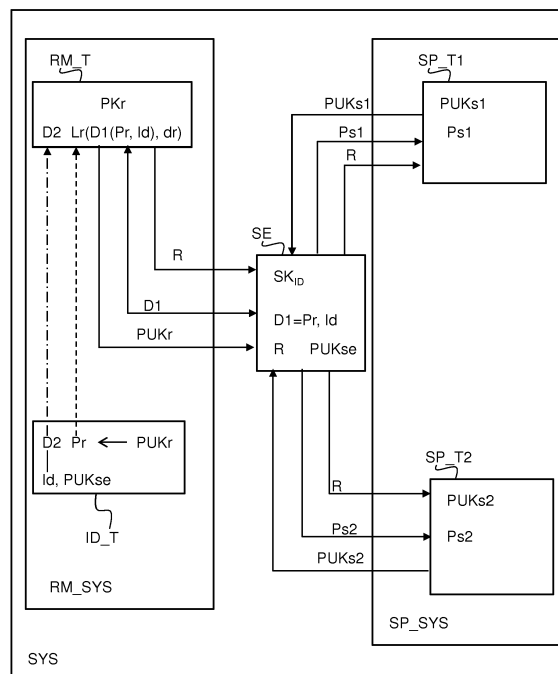 RM_T
PKr
D2 Lr(D1(Pr, Id), dr)
R
D1
PUKr
D2 Pr PUKr
Id, PUKse
ID_T
RM_SYS
SE
SK_ID
D1=Pr, Id
R PUKse
SP_T1
PUKs1
Ps1
R
PUKs1
Ps1
SP_T2
R
Ps2
PUKs2
PUKs2
Ps2
SP_SYS
SYS